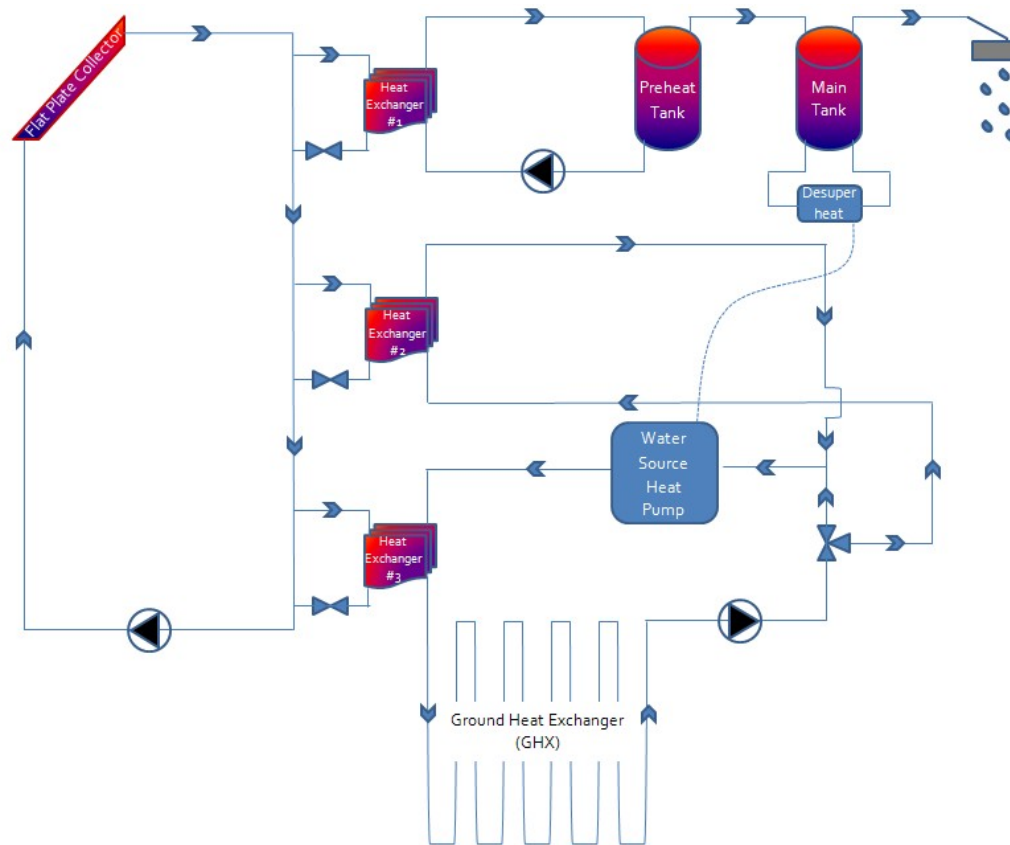 Flat Plate Collector
Heat
Exchanger
#1
Preheat
Tank
Main
Tank
Desuper
heat
Heat
Exchanger
#2
Water
Source
Heat
Pump
Heat
Exchanger
#3
Ground Heat Exchanger
(GHX)